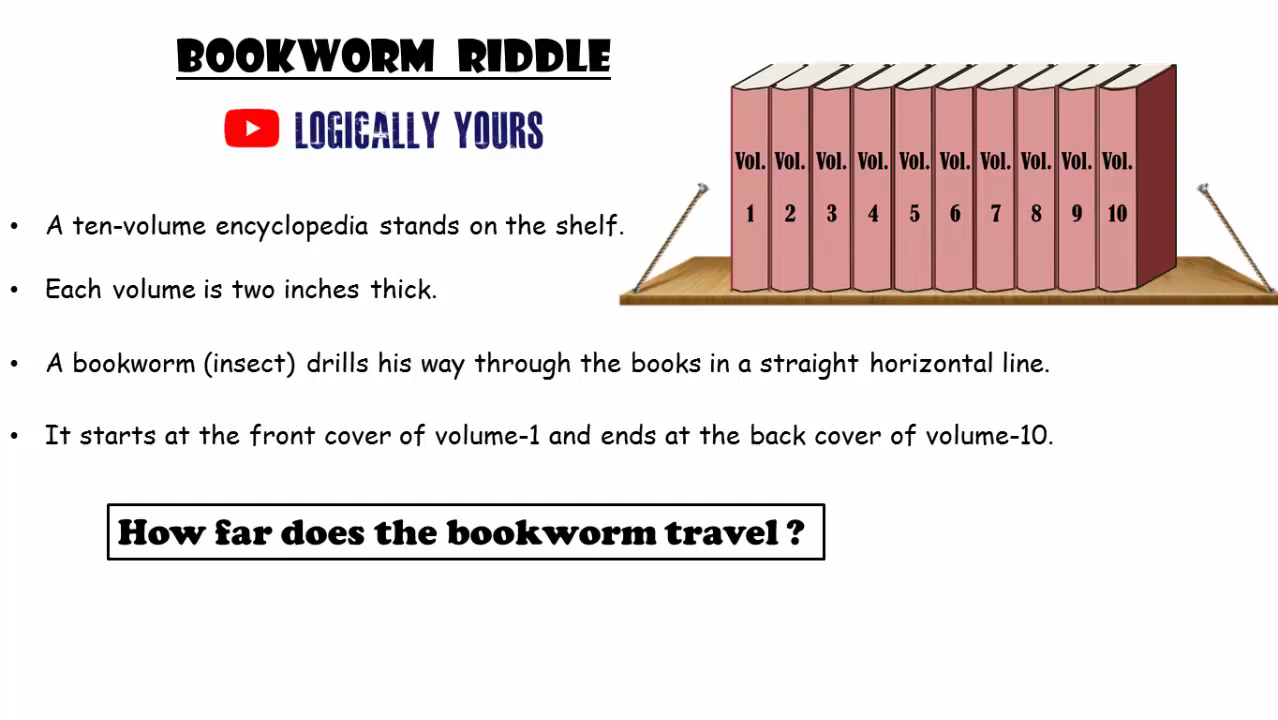 BOOKWORM RIDDLE
LOGICALLY YOURS
Vol. Vol. Vol. Vol. Vol. Vol. Vol. Vol. Vol. Vol.
1 2 3 4 5 6 7 8 9 10
• A ten-volume encyclopedia stands on the shelf.
• Each volume is two inches thick.
• A bookworm (insect) drills his way through the books in a straight horizontal line.
• It starts at the front cover of volume-1 and ends at the back cover of volume-10.
How far does the bookworm travel ?